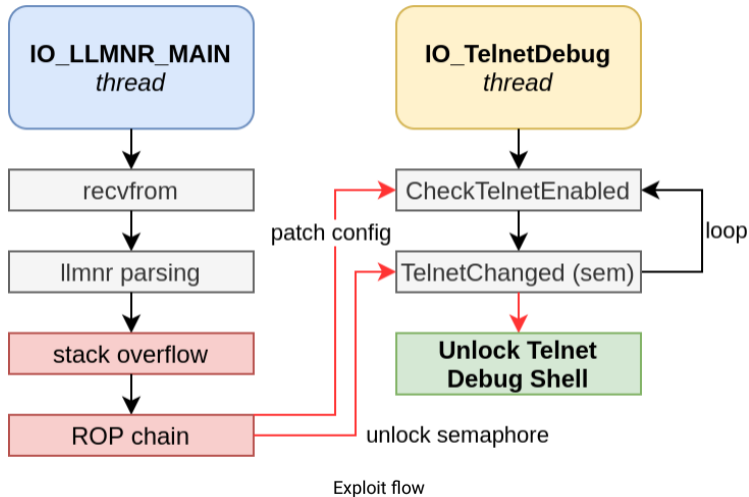 IO_LLMNR_MAIN
thread
recvfrom
llmnr parsing
stack overflow
ROP chain
IO_TelnetDebug
thread
CheckTelnetEnabled
patch config
loop
TelnetChanged (sem)
Unlock Telnet
Debug Shell
unlock semaphore
Exploit flow